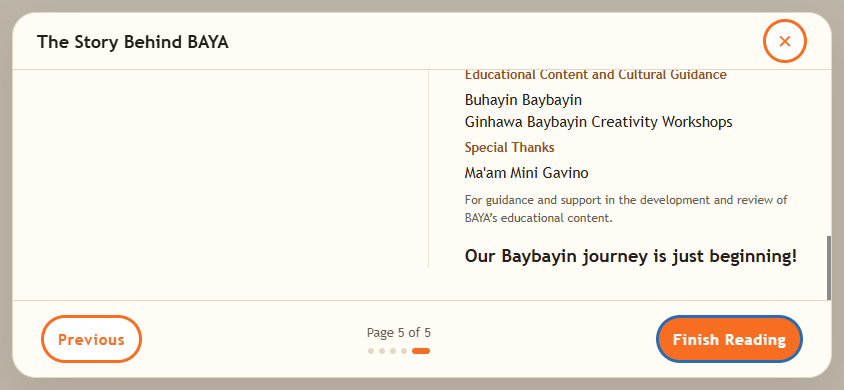 The Story Behind BAYA
Educational Content and Cultural Guidance
Buhayin Baybayin
Ginhawa Baybayin Creativity Workshops
Special Thanks
Ma'am Mini Gavino
For guidance and support in the development and review of
BAYA's educational content.
Our Baybayin journey is just beginning!
Previous
Page 5 of 5
Finish Reading